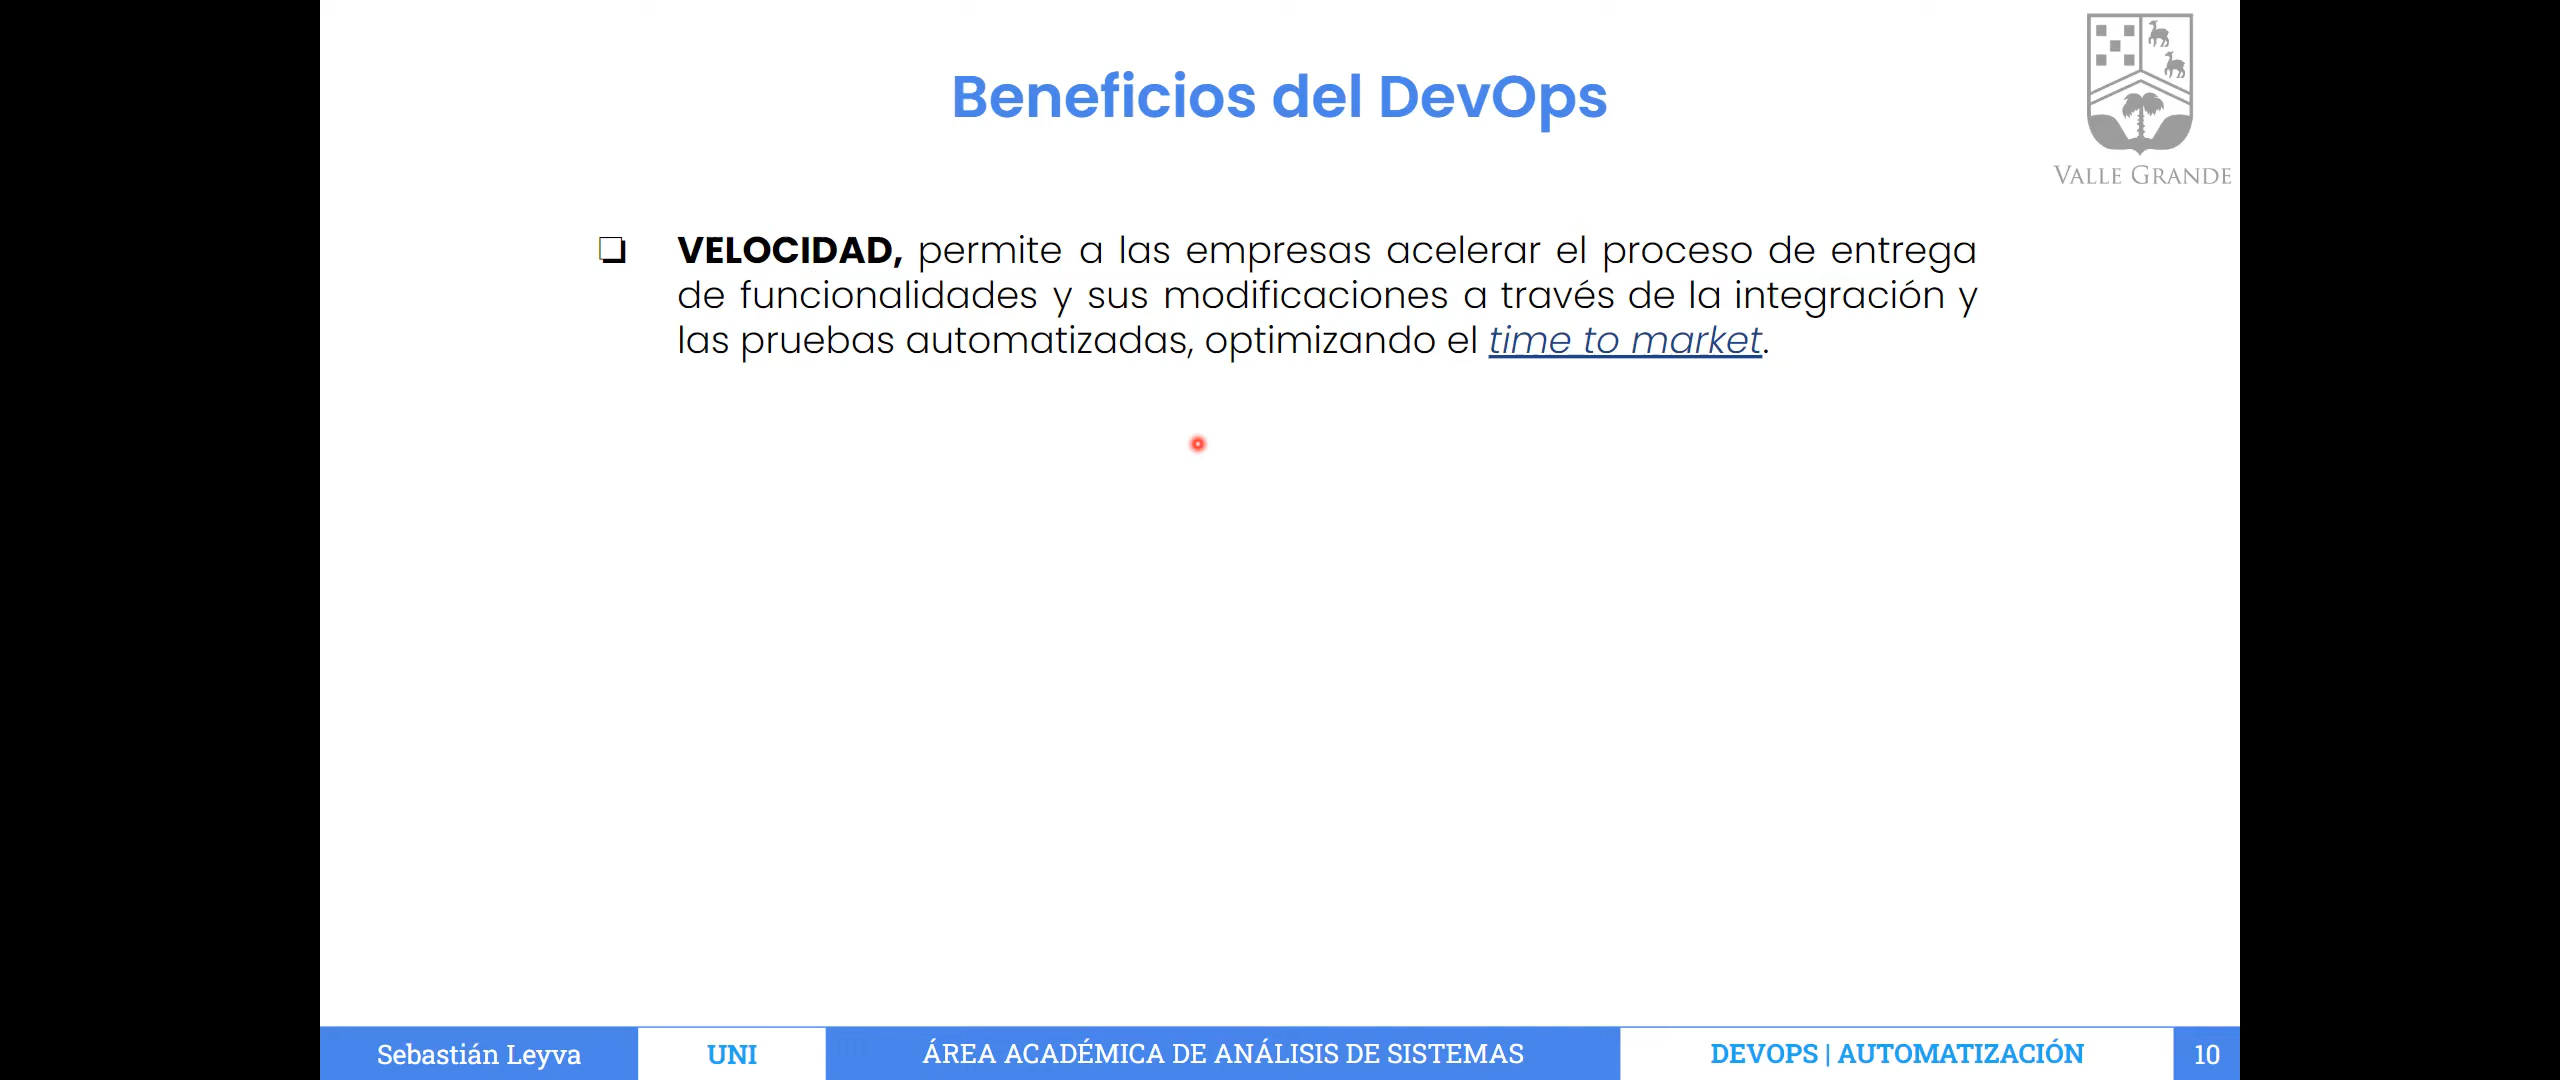 Beneficios del DevOps
VALLE GRANDE
❏ VELOCIDAD, permite a las empresas acelerar el proceso de entrega
de funcionalidades y sus modificaciones a través de la integración y
las pruebas automatizadas, optimizando el time to market.
Sebastián Leyva UNI ÁREA ACADÉMICA DE ANÁLISIS DE SISTEMAS DEVOPS | AUTOMATIZACIÓN 10